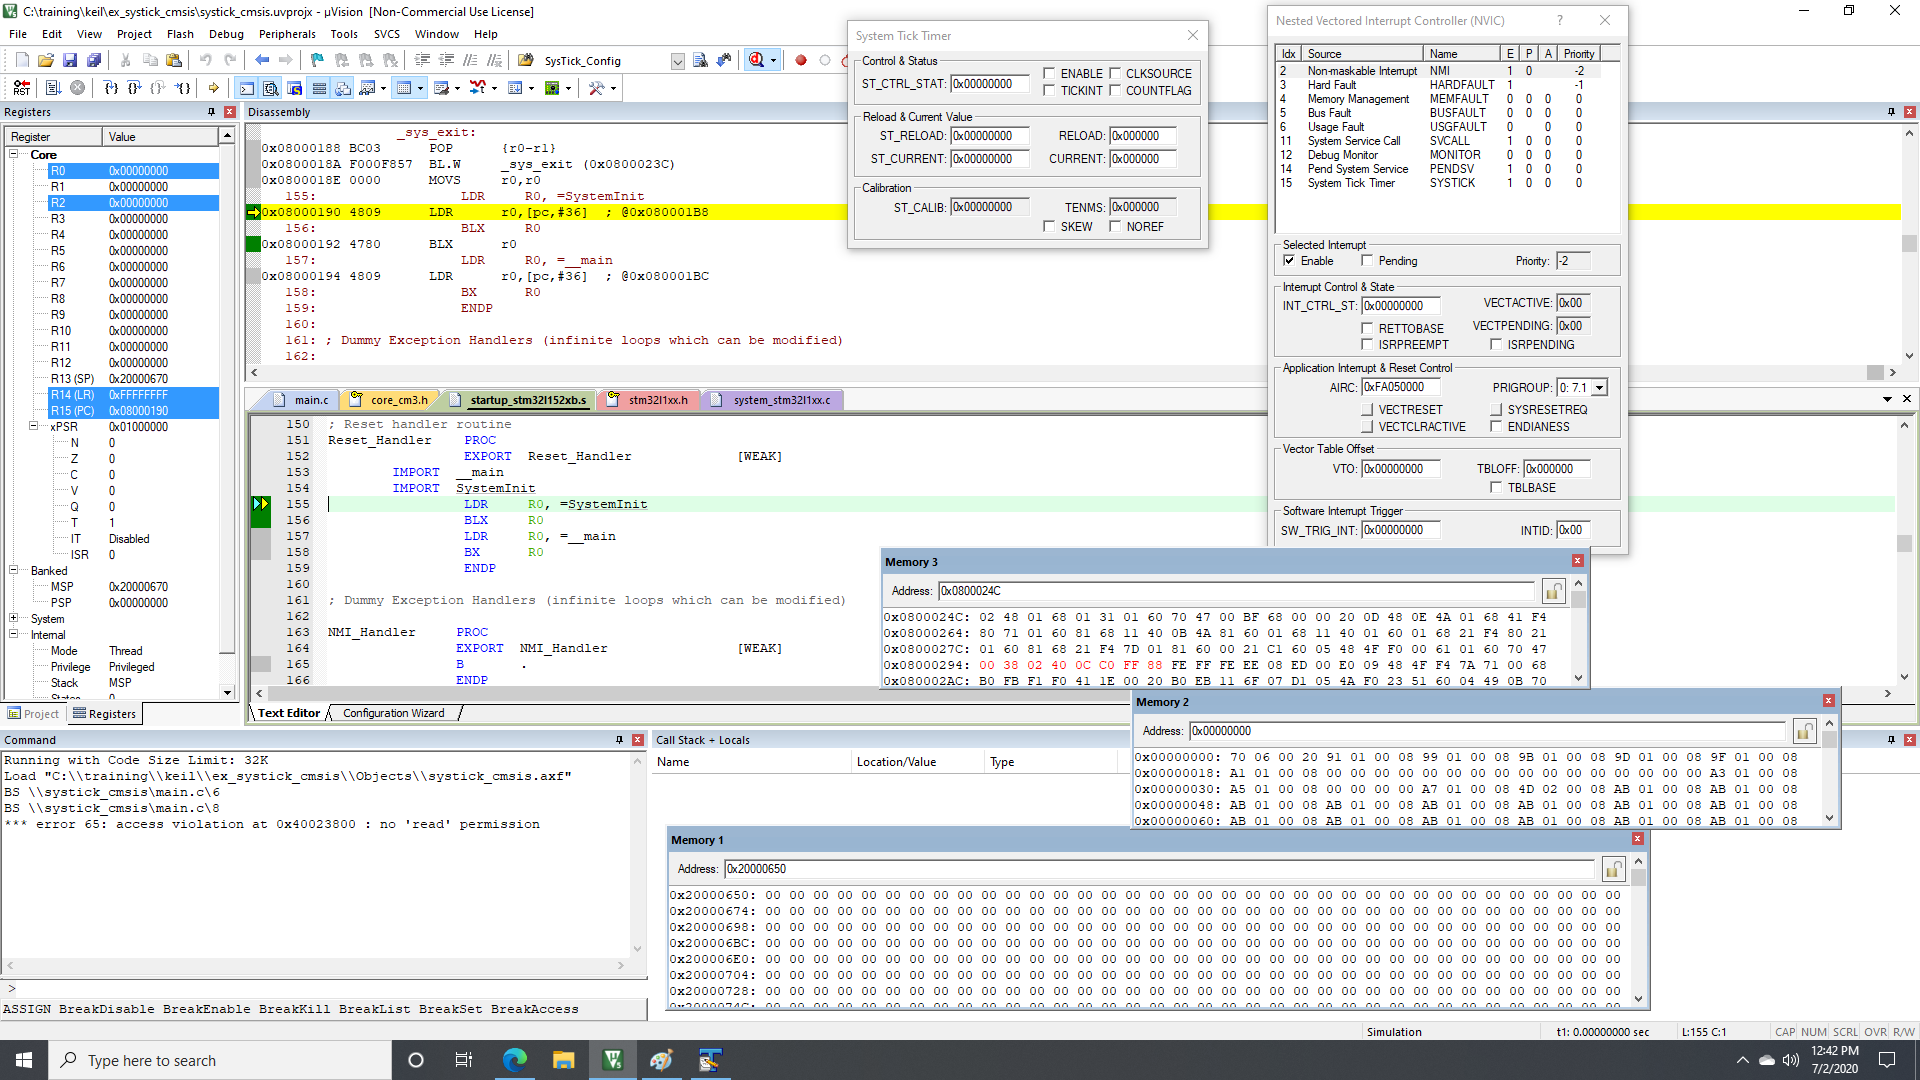 C:\training\keil\ex_systick_cmsis\systick_cmsis.uvprojx - µVision [Non-Commercial Use License]
File Edit View Project Flash Debug Peripherals Tools SVCS Window Help
SysTick_Config
Registers
Register Value
Core
R0 0x00000000
R1 0x00000000
R2 0x00000000
R3 0x00000000
R4 0x00000000
R5 0x00000000
R6 0x00000000
R7 0x00000000
R8 0x00000000
R9 0x00000000
R10 0x00000000
R11 0x00000000
R12 0x00000000
R13 (SP) 0x20000670
R14 (LR) 0xFFFFFFFF
R15 (PC) 0x08000190
xPSR 0x01000000
N 0
Z 0
C 0
V 0
Q 0
T 1
IT Disabled
ISR 0
Banked
MSP 0x20000670
PSP 0x00000000
System
Internal
Mode Thread
Privilege Privileged
Stack MSP
Project Registers
Disassembly
_sys_exit:
0x08000188 BC03 POP {r0-r1}
0x0800018A F000F857 BL.W _sys_exit (0x0800023C)
0x0800018E 0000 MOVS r0,r0
155: LDR R0, =SystemInit
0x08000190 4809 LDR r0,[pc,#36] ; @0x080001B8
156: BLX R0
0x08000192 4780 BLX r0
157: LDR R0, =__main
0x08000194 4809 LDR r0,[pc,#36] ; @0x080001BC
158: BX R0
159: ENDP
160:
161: ; Dummy Exception Handlers (infinite loops which can be modified)
162:
main.c core_cm3.h startup_stm32l152xb.s stm32l1xx.h system_stm32l1xx.c
150 ; Reset handler routine
151 Reset_Handler PROC
152 EXPORT Reset_Handler [WEAK]
153 IMPORT __main
154 IMPORT SystemInit
155 LDR R0, =SystemInit
156 BLX R0
157 LDR R0, =__main
158 BX R0
159 ENDP
160
161 ; Dummy Exception Handlers (infinite loops which can be modified)
162
163 NMI_Handler PROC
164 EXPORT NMI_Handler [WEAK]
165 B .
166 ENDP
Text Editor Configuration Wizard
System Tick Timer
Control & Status
ST_CTRL_STAT: 0x00000000 ENABLE CLKSOURCE
TICKINT COUNTFLAG
Reload & Current Value
ST_RELOAD: 0x00000000 RELOAD: 0x000000
ST_CURRENT: 0x00000000 CURRENT: 0x000000
Calibration
ST_CALIB: 0x00000000 TENMS: 0x000000
SKEW NOREF
Nested Vectored Interrupt Controller (NVIC) ?
Idx Source Name E P A Priority
2 Non-maskable Interrupt NMI 1 0 -2
3 Hard Fault HARDFAULT 1 -1
4 Memory Management MEMFAULT 0 0 0 0
5 Bus Fault BUSFAULT 0 0 0 0
6 Usage Fault USGFAULT 0 0 0
11 System Service Call SVCALL 1 0 0 0
12 Debug Monitor MONITOR 0 0 0 0
14 Pend System Service PENDSV 1 0 0 0
15 System Tick Timer SYSTICK 1 0 0 0
Selected Interrupt
Enable Pending Priority: -2
Interrupt Control & State
INT_CTRL_ST: 0x00000000 VECTACTIVE: 0x00
RETTOBASE VECTPENDING: 0x00
ISRPREEMPT ISRPENDING
Application Interrupt & Reset Control
AIRC: 0xFA050000 PRIGROUP: 0: 7.1
VECTRESET SYSRESETREQ
VECTCLRACTIVE ENDIANESS
Vector Table Offset
VTO: 0x00000000 TBLOFF: 0x000000
TBLBASE
Software Interrupt Trigger
SW_TRIG_INT: 0x00000000 INTID: 0x00
Memory 3
Address: 0x0800024C
0x0800024C: 02 48 01 68 01 31 01 60 70 47 00 BF 68 00 00 20 0D 48 0E 4A 01 68 41 F4
0x08000264: 80 71 01 60 81 68 11 40 0B 4A 81 60 01 68 11 40 01 60 01 68 21 F4 80 21
0x0800027C: 01 60 81 68 21 F4 7D 01 81 60 00 21 C1 60 05 48 4F F0 00 61 01 60 70 47
0x08000294: 00 38 02 40 0C C0 FF 88 FE FF FE EE 08 ED 00 E0 09 48 4F F4 7A 71 00 68
0x080002AC: B0 FB F1 F0 41 1E 00 20 B0 EB 11 6F 07 D1 05 4A F0 23 51 60 04 49 0B 70
Memory 2
Address: 0x00000000
0x00000000: 70 06 00 20 91 01 00 08 99 01 00 08 9B 01 00 08 9D 01 00 08 9F 01 00 08
0x00000018: A1 01 00 08 00 00 00 00 00 00 00 00 00 00 00 00 00 00 00 00 A3 01 00 08
0x00000030: A5 01 00 08 00 00 00 00 A7 01 00 08 4D 02 00 08 AB 01 00 08 AB 01 00 08
0x00000048: AB 01 00 08 AB 01 00 08 AB 01 00 08 AB 01 00 08 AB 01 00 08 AB 01 00 08
0x00000060: AB 01 00 08 AB 01 00 08 AB 01 00 08 AB 01 00 08 AB 01 00 08 AB 01 00 08
Command
Running with Code Size Limit: 32K
Load "C:\\training\\keil\\ex_systick_cmsis\\Objects\\systick_cmsis.axf"
BS \\systick_cmsis\main.c\6
BS \\systick_cmsis\main.c\8
*** error 65: access violation at 0x40023800 : no 'read' permission
>
ASSIGN BreakDisable BreakEnable BreakKill BreakList BreakSet BreakAccess
Call Stack + Locals
Name Location/Value Type
Memory 1
Address: 0x20000650
0x20000650: 00 00 00 00 00 00 00 00 00 00 00 00 00 00 00 00 00 00 00 00 00 00 00 00 00 00 00 00 00 00 00 00 00 00 00 00
0x20000674: 00 00 00 00 00 00 00 00 00 00 00 00 00 00 00 00 00 00 00 00 00 00 00 00 00 00 00 00 00 00 00 00 00 00 00 00
0x20000698: 00 00 00 00 00 00 00 00 00 00 00 00 00 00 00 00 00 00 00 00 00 00 00 00 00 00 00 00 00 00 00 00 00 00 00 00
0x200006BC: 00 00 00 00 00 00 00 00 00 00 00 00 00 00 00 00 00 00 00 00 00 00 00 00 00 00 00 00 00 00 00 00 00 00 00 00
0x200006E0: 00 00 00 00 00 00 00 00 00 00 00 00 00 00 00 00 00 00 00 00 00 00 00 00 00 00 00 00 00 00 00 00 00 00 00 00
0x20000704: 00 00 00 00 00 00 00 00 00 00 00 00 00 00 00 00 00 00 00 00 00 00 00 00 00 00 00 00 00 00 00 00 00 00 00 00
0x20000728: 00 00 00 00 00 00 00 00 00 00 00 00 00 00 00 00 00 00 00 00 00 00 00 00 00 00 00 00 00 00 00 00 00 00 00 00
Simulation t1: 0.00000000 sec L:155 C:1 CAP NUM SCRL OVR R/W
Type here to search
12:42 PM
7/2/2020